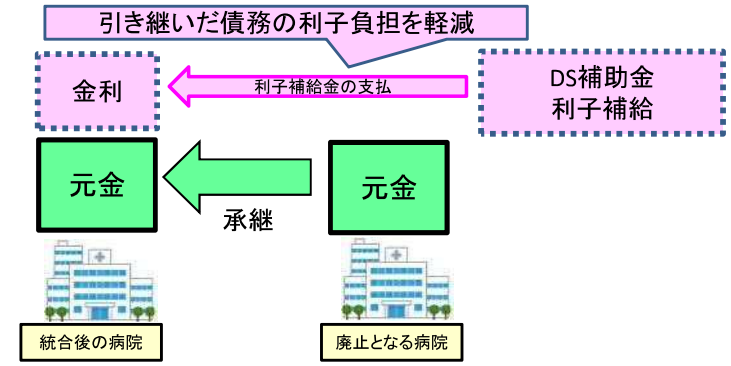 引き継いだ債務の利子負担を軽減
金利
利子補給金の支払
DS補助金
利子補給
元金
元金
承継
統合後の病院
廃止となる病院